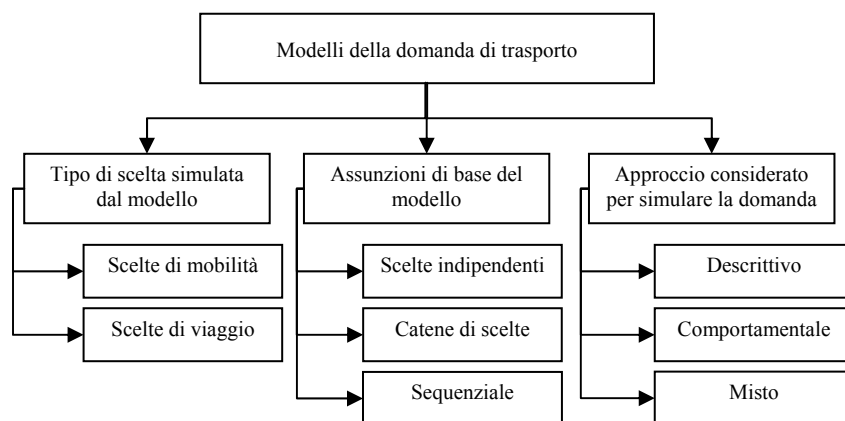 Modelli della domanda di trasporto
Tipo di scelta simulata
dal modello
Scelte di mobilità
Scelte di viaggio
Assunzioni di base del
modello
Scelte indipendenti
Catene di scelte
Sequenziale
Approccio considerato
per simulare la domanda
Descrittivo
Comportamentale
Misto